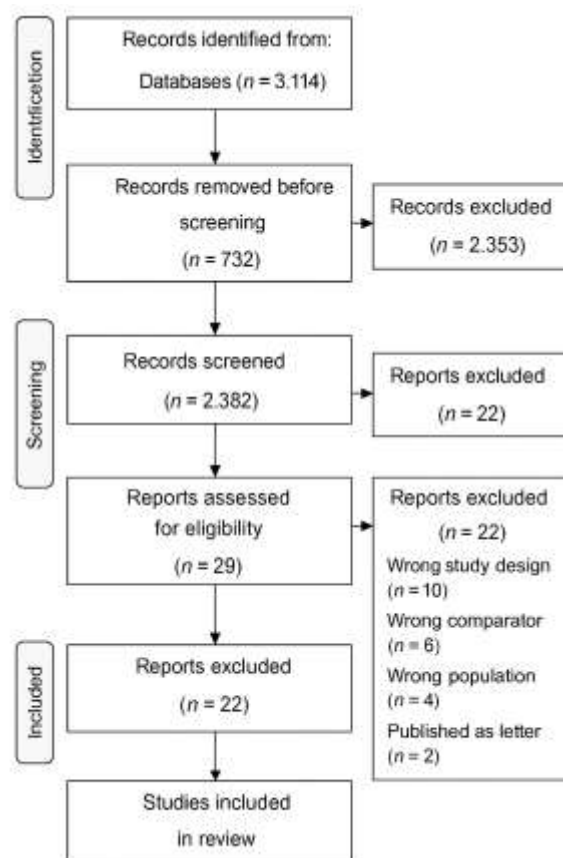 Identificetion
Records identified from:
Databases (n = 3.114)
Records removed before
screening
(n = 732)
Records excluded
(n = 2.353)
Screening
Records screened
(n = 2.382)
Reports excluded
(n = 22)
Reports assessed
for eligibility
(n = 29)
Reports excluded
(n = 22)
Wrong study design
(n = 10)
Wrong comparator
(n = 6)
Wrong population
(n = 4)
Published as letter
(n = 2)
Included
Reports excluded
(n = 22)
Studies included
in review